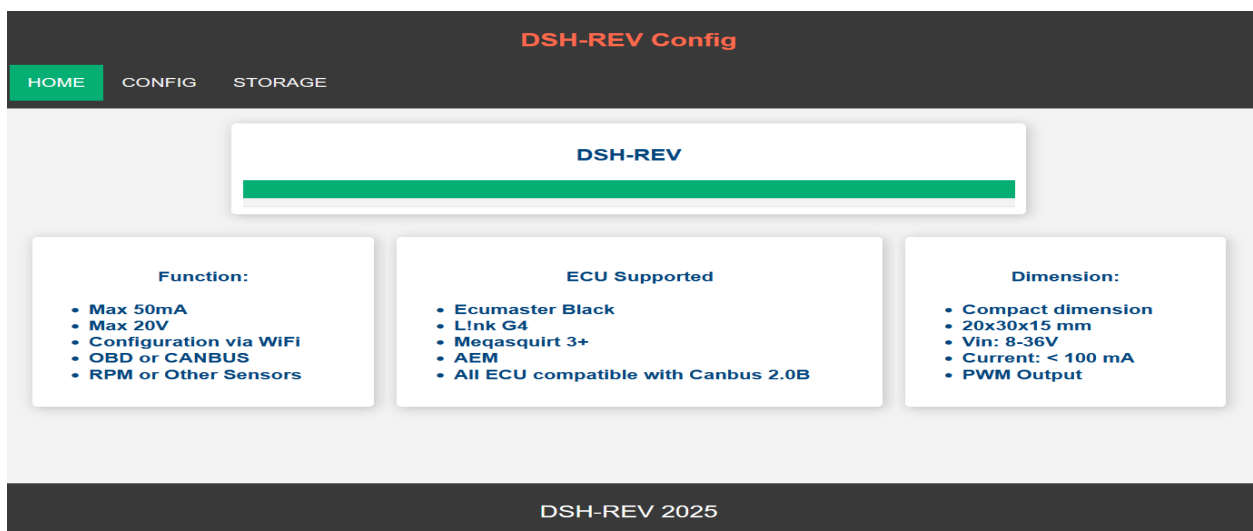 DSH-REV Config
HOME CONFIG STORAGE
DSH-REV
Function:
• Max 50mA
• Max 20V
• Configuration via WiFi
• OBD or CANBUS
• RPM or Other Sensors
ECU Supported
• Ecumaster Black
• L!nk G4
• Meqasquirt 3+
• AEM
• All ECU compatible with Canbus 2.0B
Dimension:
• Compact dimension
• 20x30x15 mm
• Vin: 8-36V
• Current: < 100 mA
• PWM Output
DSH-REV 2025